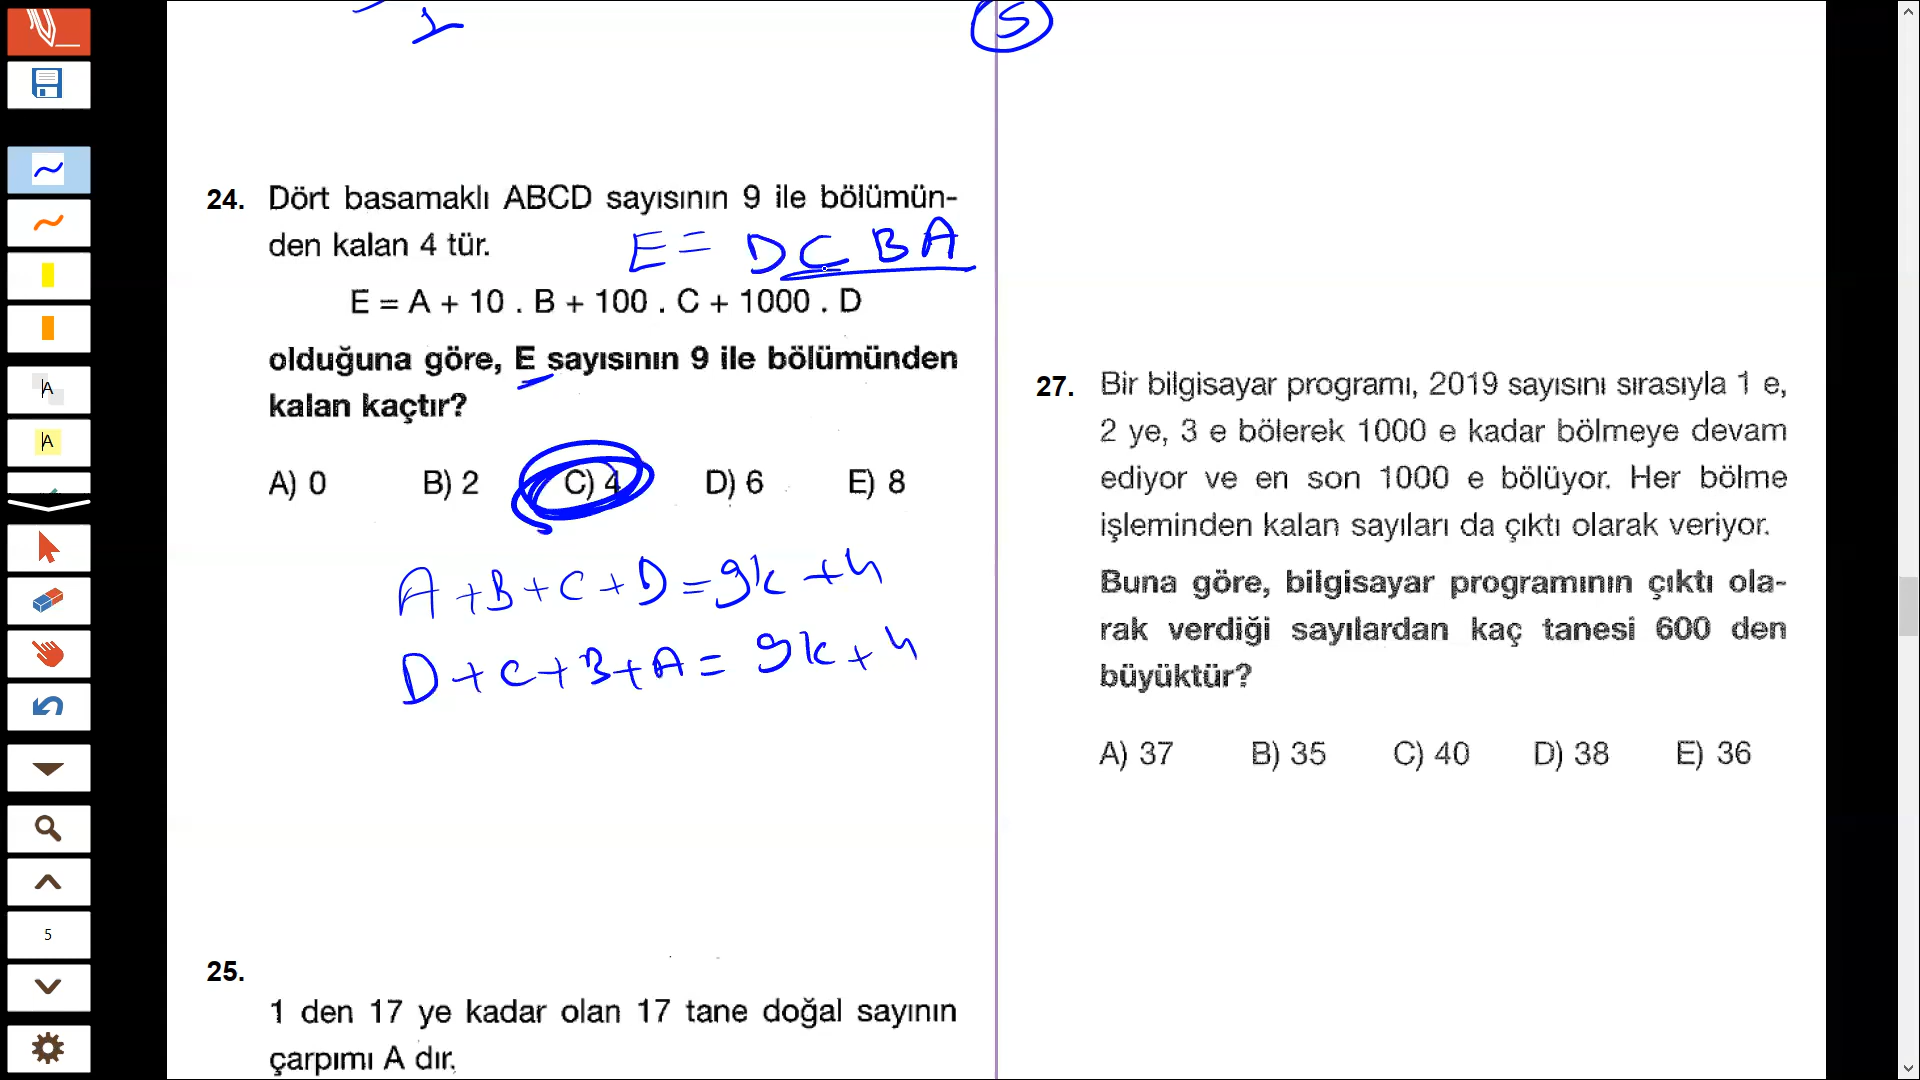 1
5
24. Dört basamaklı ABCD sayısının 9 ile bölümün-
den kalan 4 tür.
E = DCBA
E = A + 10 . B + 100 . C + 1000 . D
olduğuna göre, E sayısının 9 ile bölümünden
kalan kaçtır?
A) 0 B) 2 C) 4 D) 6 E) 8
A + B + C + D = 9k + 4
D + C + B + A = 9k + 4
25.
1 den 17 ye kadar olan 17 tane doğal sayının
çarpımı A dır.
27. Bir bilgisayar programı, 2019 sayısını sırasıyla 1 e,
2 ye, 3 e bölerek 1000 e kadar bölmeye devam
ediyor ve en son 1000 e bölüyor. Her bölme
işleminden kalan sayıları da çıktı olarak veriyor.
Buna göre, bilgisayar programının çıktı ola-
rak verdiği sayılardan kaç tanesi 600 den
büyüktür?
A) 37 B) 35 C) 40 D) 38 E) 36
A
A
5